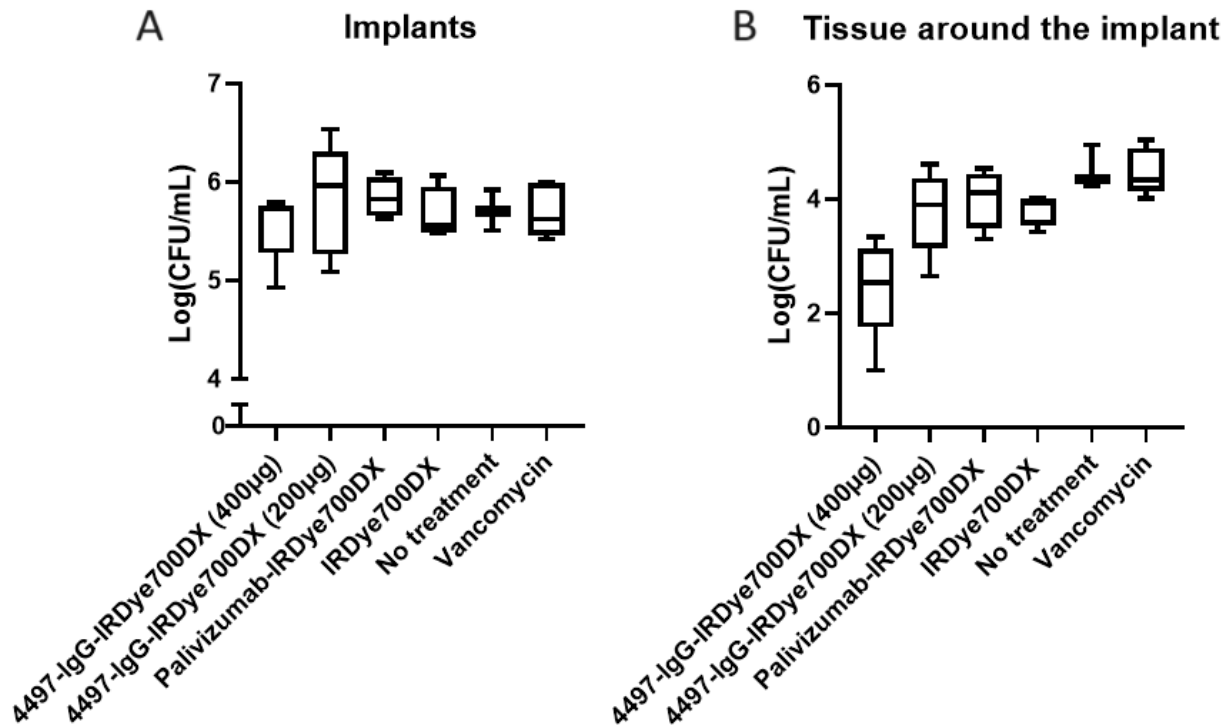 A Implants
7
6
5
4
0
Log(CFU/mL)
4497-IgG-IRDye700DX (400µg)
4497-IgG-IRDye700DX (200µg)
Palivizumab-IRDye700DX
IRDye700DX
No treatment
Vancomycin
B Tissue around the implant
6
4
2
0
Log(CFU/mL)
4497-IgG-IRDye700DX (400µg)
4497-IgG-IRDye700DX (200µg)
Palivizumab-IRDye700DX
IRDye700DX
No treatment
Vancomycin